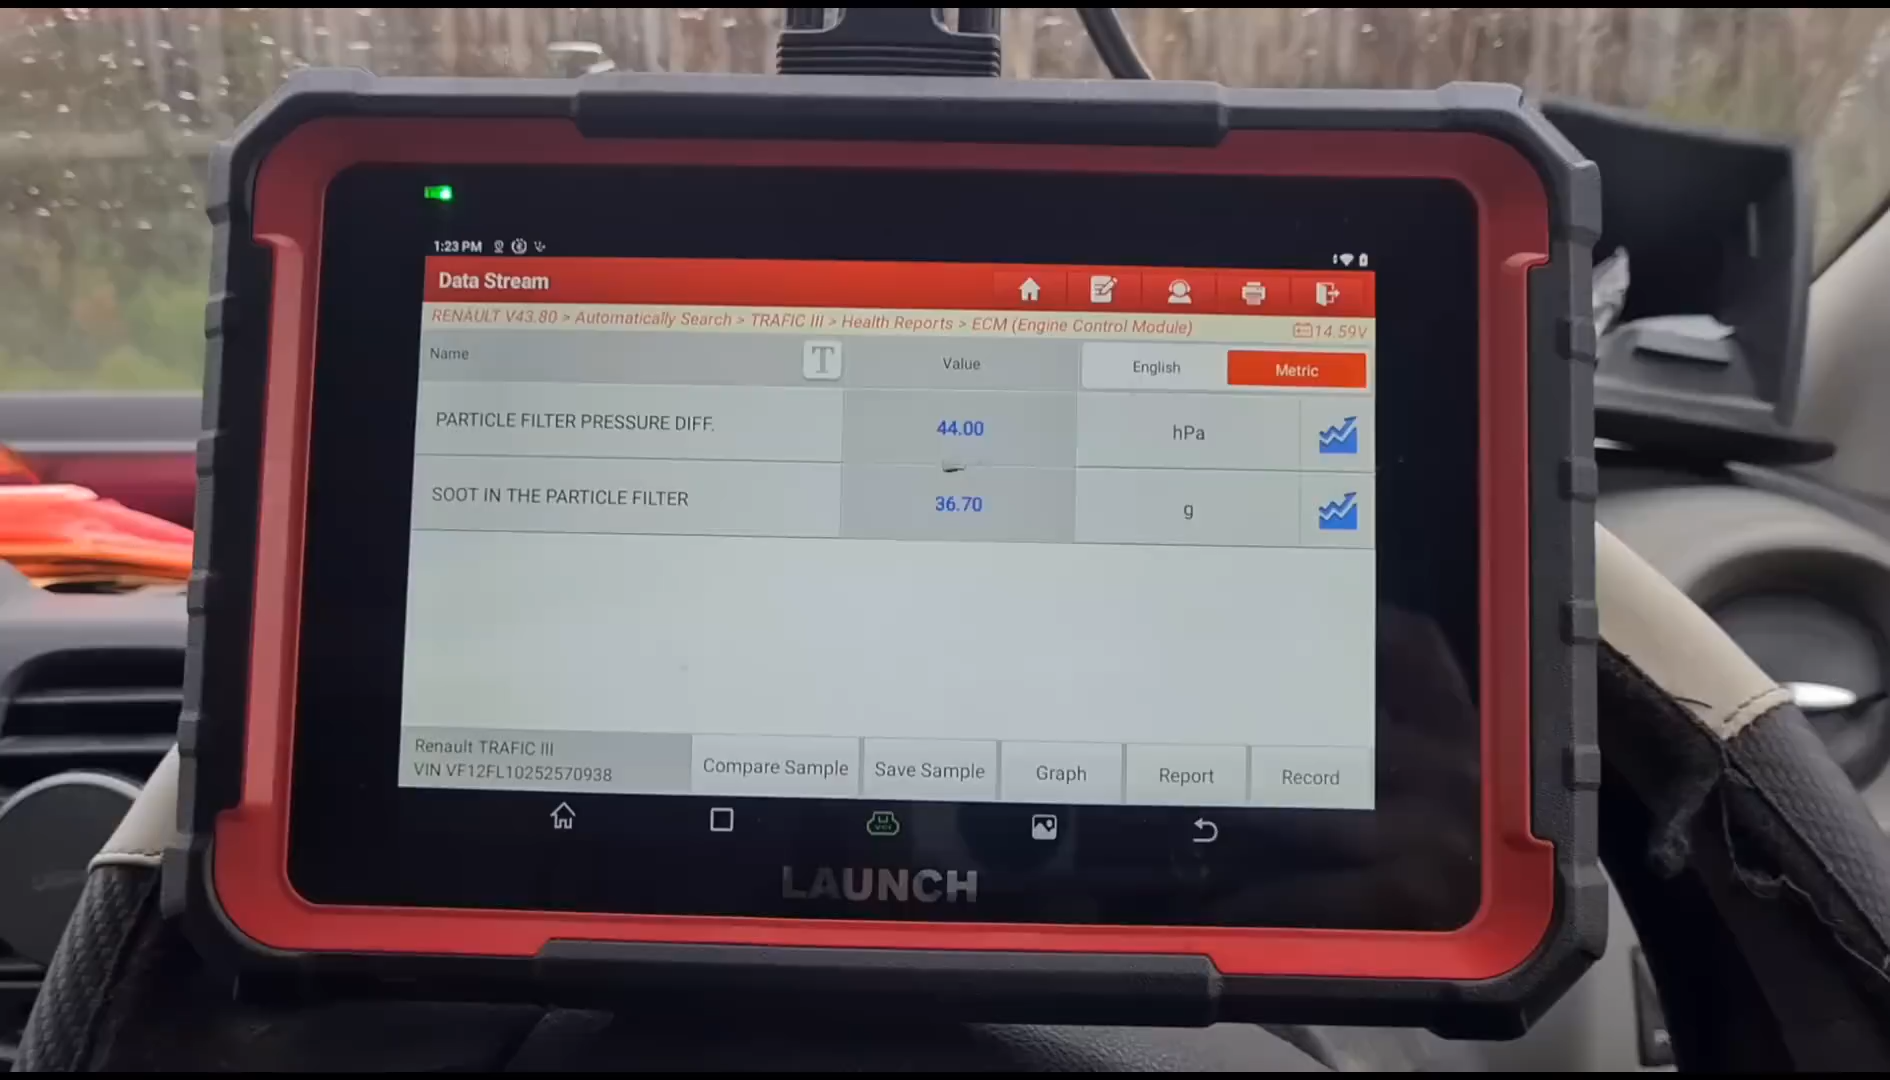 1:23 PM
Data Stream
RENAULT V43.80 > Automatically Search > TRAFIC III > Health Reports > ECM (Engine Control Module)
14.59V
Name T Value English Metric
PARTICLE FILTER PRESSURE DIFF. 44.00 hPa
SOOT IN THE PARTICLE FILTER 36.70 g
Renault TRAFIC III
VIN VF12FL10252570938
Compare Sample Save Sample Graph Report Record
VCI
LAUNCH